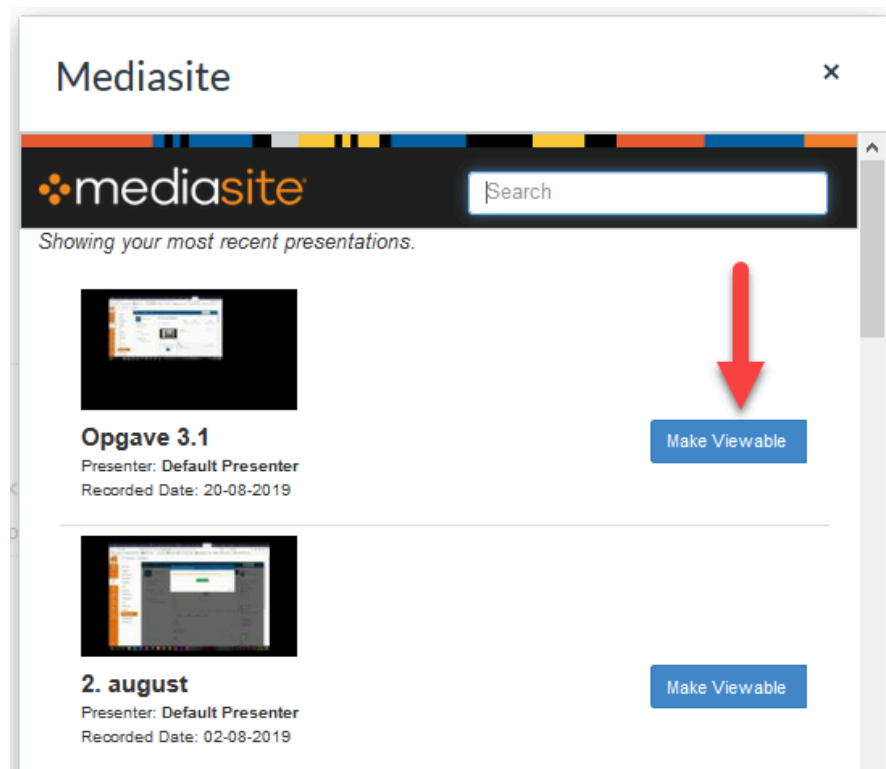 Mediasite
mediasite
Search
Showing your most recent presentations.
Make Viewable
Opgave 3.1
Presenter: Default Presenter
Recorded Date: 20-08-2019
Make Viewable
2. august
Presenter: Default Presenter
Recorded Date: 02-08-2019